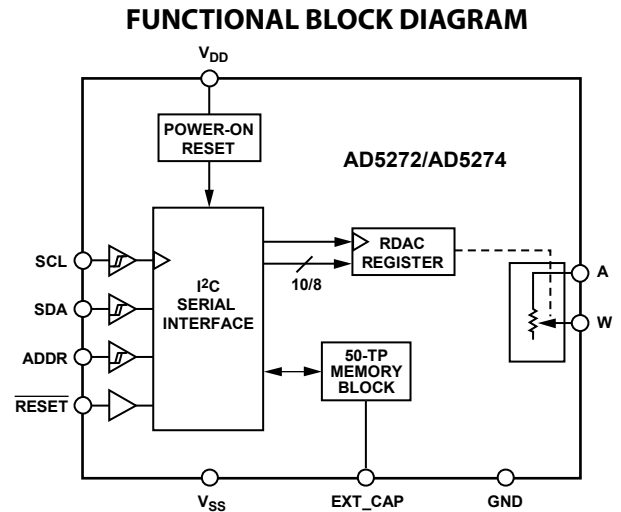 FUNCTIONAL BLOCK DIAGRAM
VDD
POWER-ON
RESET
AD5272/AD5274
SCL
SDA
ADDR
RESET
I2C
SERIAL
INTERFACE
10/8
RDAC
REGISTER
A
W
50-TP
MEMORY
BLOCK
VSS
EXT_CAP
GND